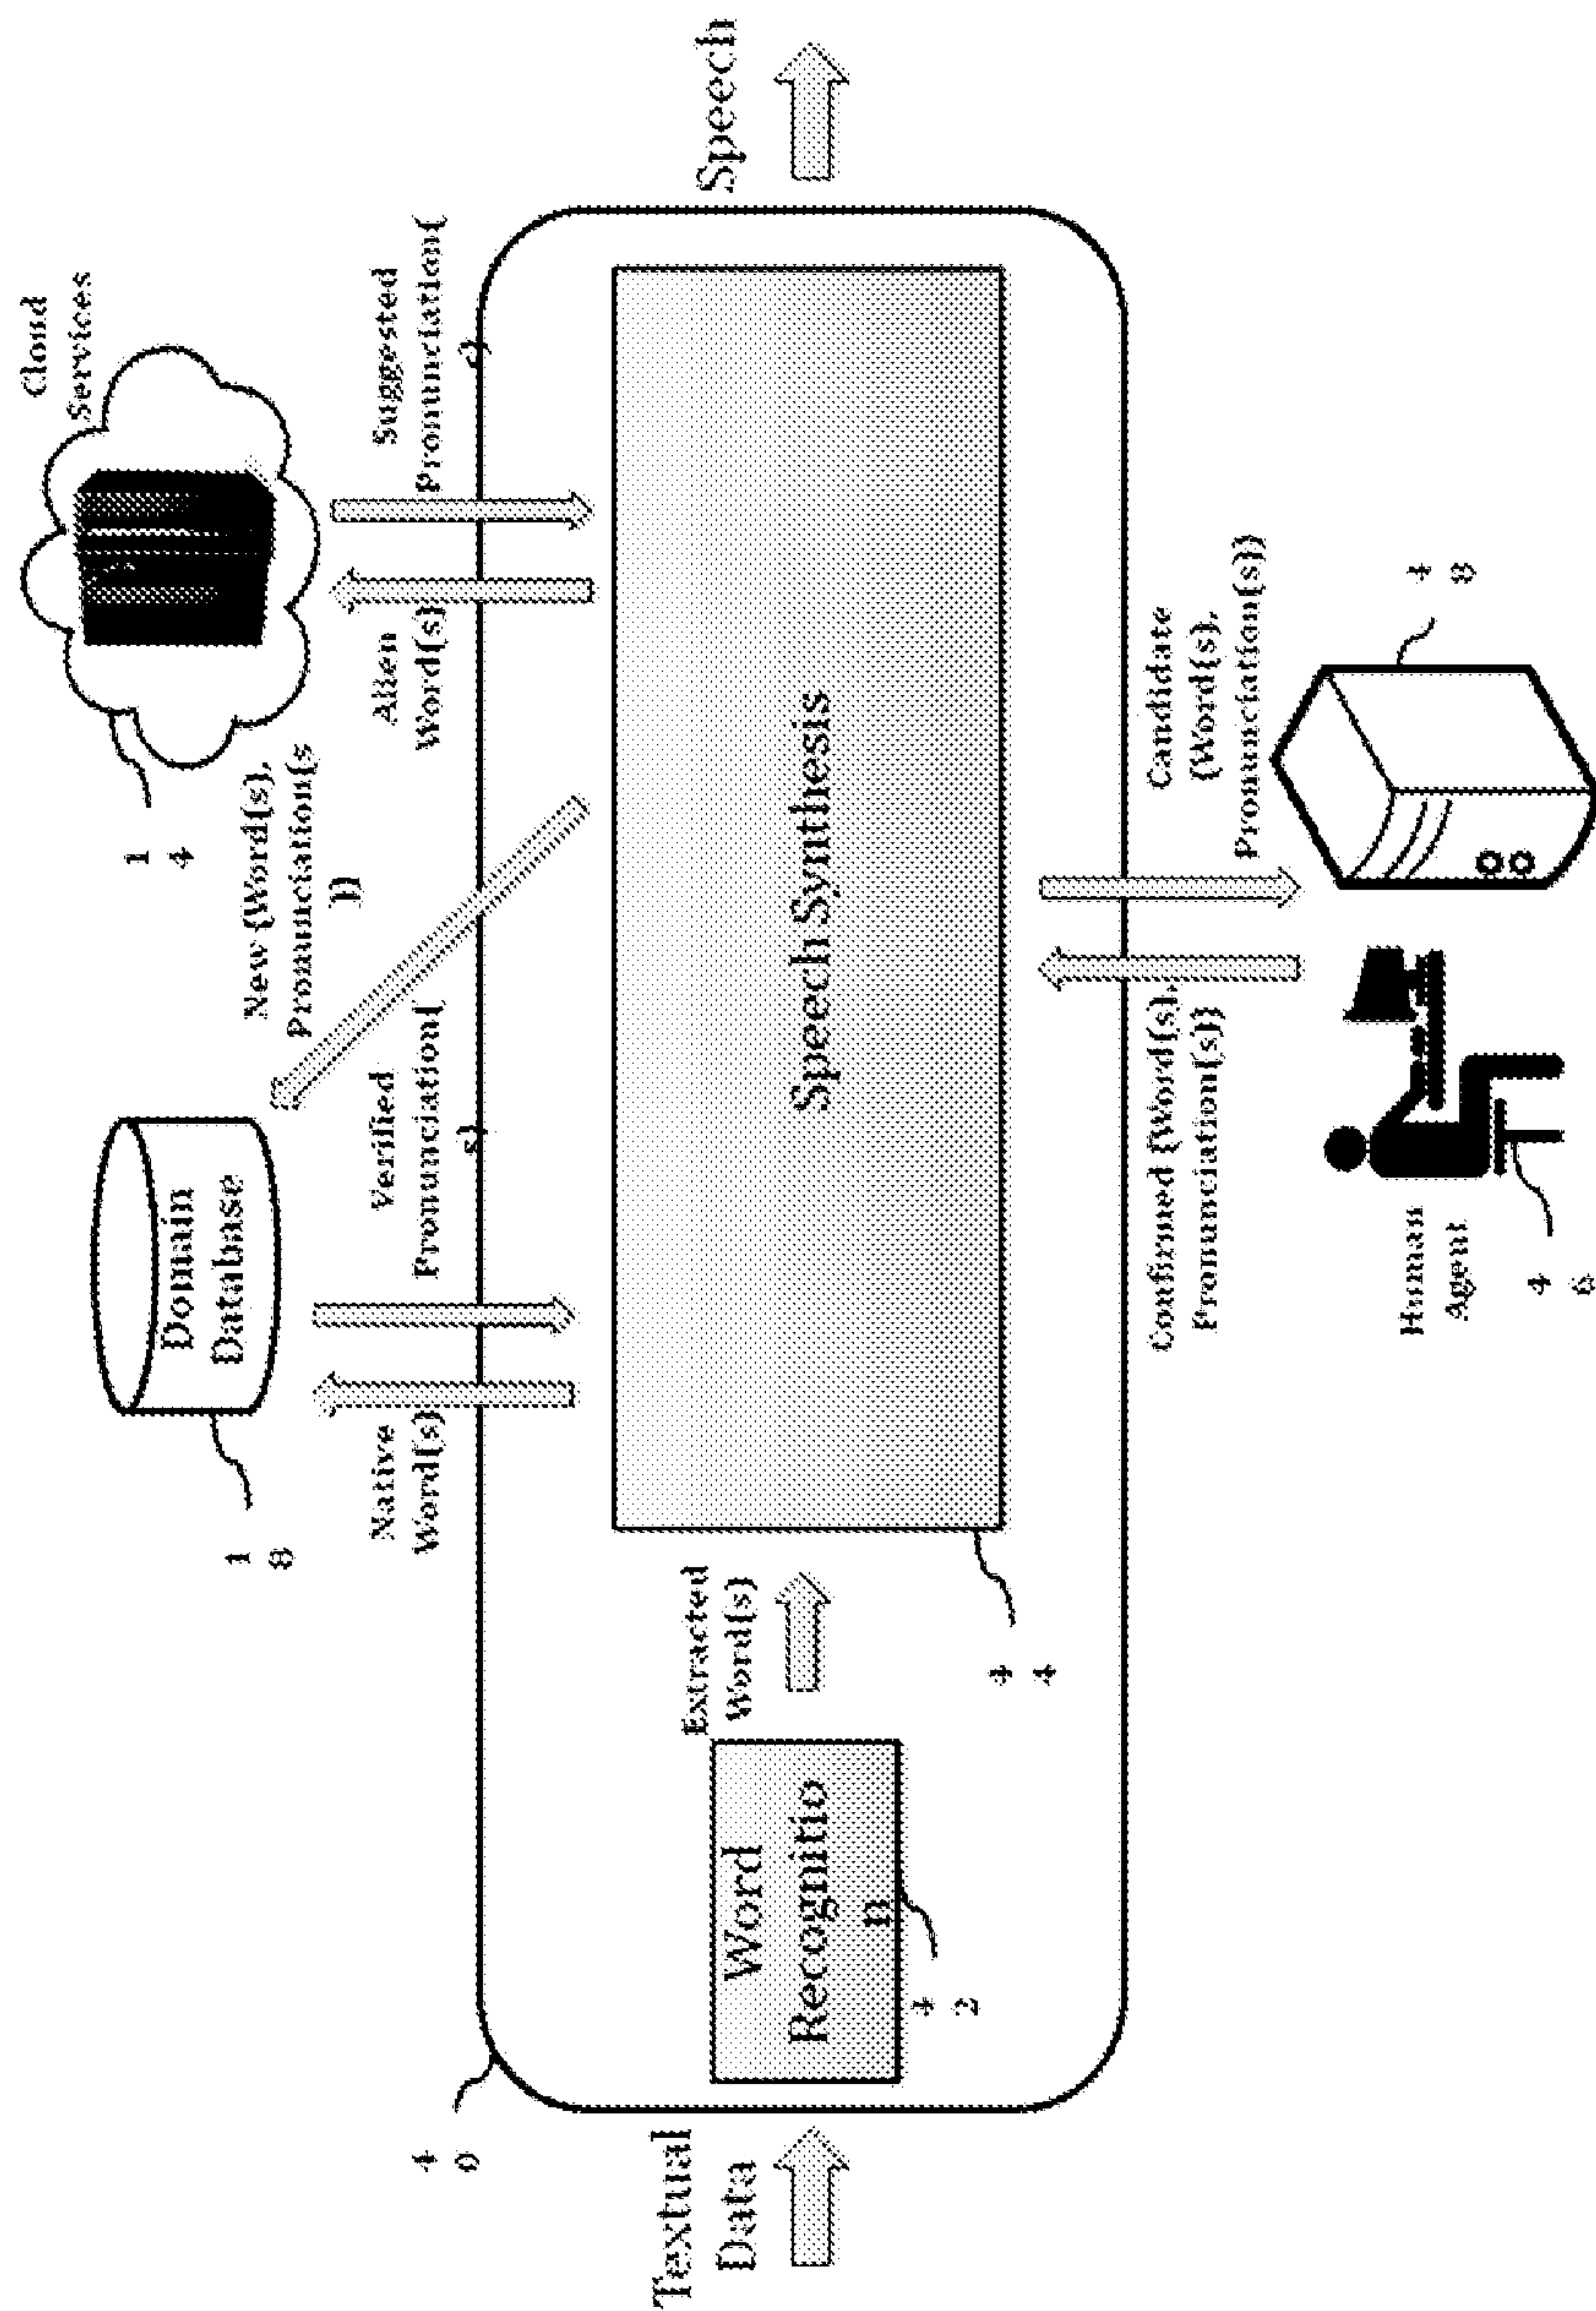 Cloud
Services
1
4
Domain
Database
1
8
New {Word(s),
Pronunciation(s
)}
Native
Word(s)
Verified
Pronunciation(
s)
Alien
Word(s)
Suggested
Pronunciation(
s)
4
0
Textual
Data
Word
Recognitio
n
4
2
Extracted
Word(s)
Speech Synthesis
4
4
Speech
Confirmed {Word(s),
Pronunciation(s)}
Candidate
{Word(s),
Pronunciation(s)}
Human
Agent
4
6
4
8